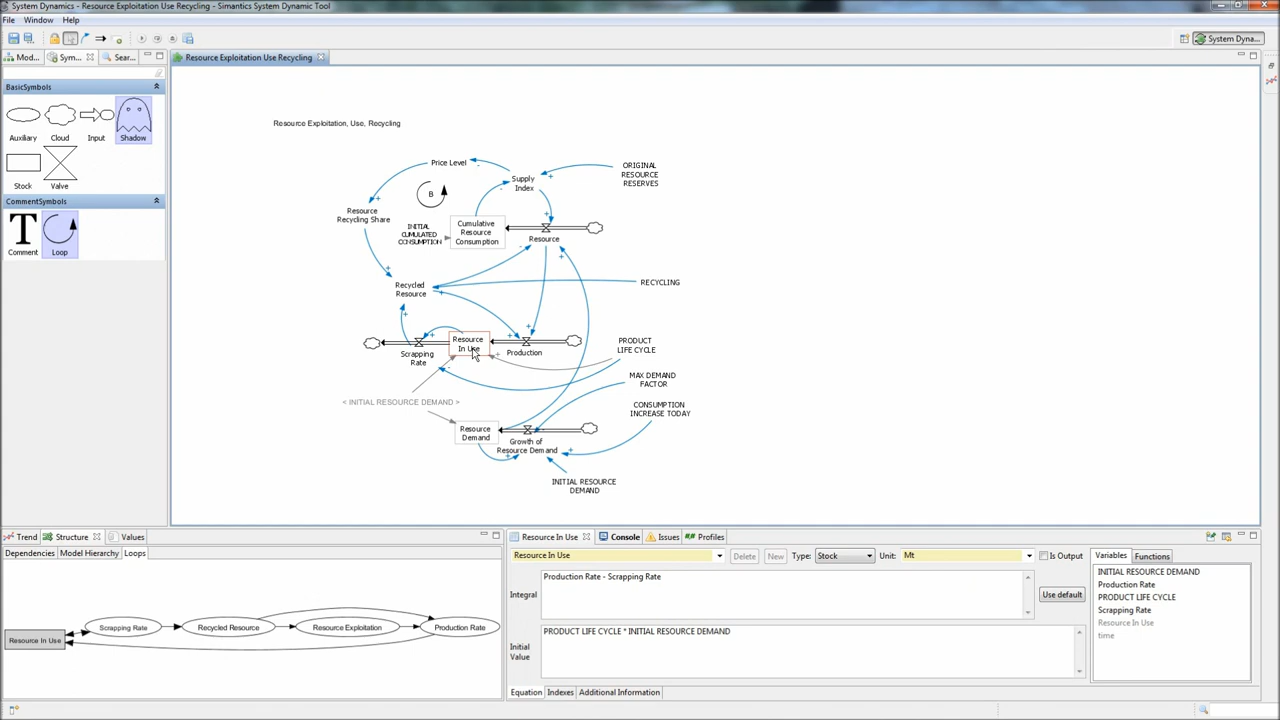 System Dynamics - Resource Exploitation Use Recycling - Simantics System Dynamic Tool
File Window Help
System Dyna...
Mod... Sym... Sear...
Resource Exploitation Use Recycling
BasicSymbols
Auxiliary Cloud Input Shadow
Stock Valve
CommentSymbols
T
Comment Loop
Resource Exploitation, Use, Recycling
Price Level
Supply
Index
ORIGINAL
RESOURCE
RESERVES
B
Resource
Recycling Share
INITIAL
CUMULATED
CONSUMPTION
Cumulative
Resource
Consumption
Resource
Recycled
Resource
RECYCLING
Resource
In Use
Scrapping
Rate
Production
PRODUCT
LIFE CYCLE
MAX DEMAND
FACTOR
< INITIAL RESOURCE DEMAND >
CONSUMPTION
INCREASE TODAY
Resource
Demand
Growth of
Resource Demand
INITIAL RESOURCE
DEMAND
Trend Structure Values
Dependencies Model Hierarchy Loops
Resource In Use Scrapping Rate Recycled Resource Resource Exploitation Production Rate
Resource In Use Console Issues Profiles
Resource In Use Delete New Type: Stock Unit: Mt Is Output
Integral
Production Rate - Scrapping Rate
Use default
Initial
Value
PRODUCT LIFE CYCLE * INITIAL RESOURCE DEMAND
Equation Indexes Additional Information
Variables Functions
INITIAL RESOURCE DEMAND
Production Rate
PRODUCT LIFE CYCLE
Scrapping Rate
Resource In Use
time